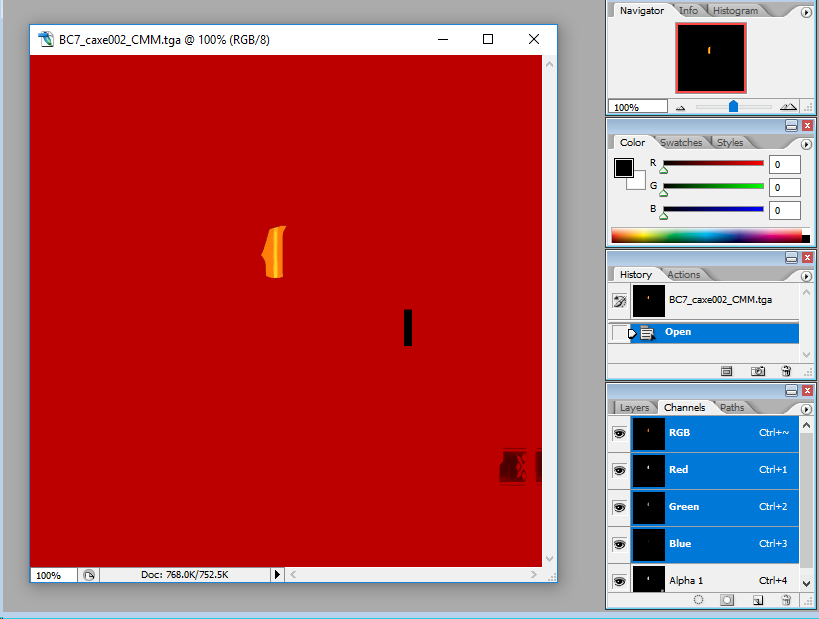 BC7_caxe002_CMM.tga @ 100% (RGB/8)
100%
Doc: 768.0K/752.5K
Navigator
Info
Histogram
100%
Color
Swatches
Styles
R
0
G
0
B
0
History
Actions
BC7_caxe002_CMM.tga
Open
Layers
Channels
Paths
RGB Ctrl+~
Red Ctrl+1
Green Ctrl+2
Blue Ctrl+3
Alpha 1 Ctrl+4